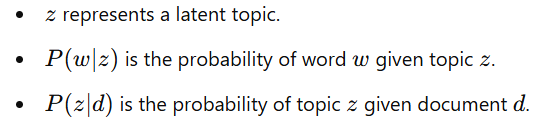 • z represents a latent topic.
• P(w|z) is the probability of word w given topic z.
• P(z|d) is the probability of topic z given document d.